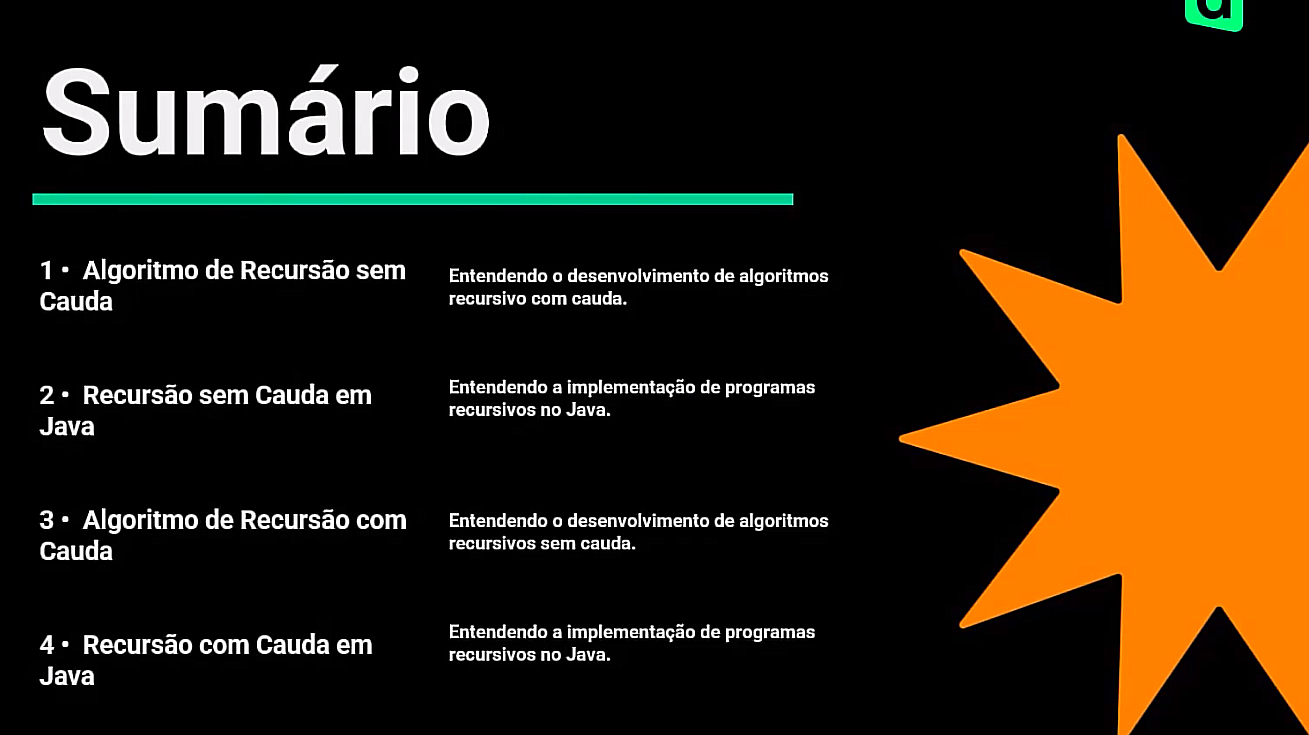 Sumário
1 • Algoritmo de Recursão sem
Cauda
Entendendo o desenvolvimento de algoritmos
recursivo com cauda.
2 • Recursão sem Cauda em
Java
Entendendo a implementação de programas
recursivos no Java.
3 • Algoritmo de Recursão com
Cauda
Entendendo o desenvolvimento de algoritmos
recursivos sem cauda.
4 • Recursão com Cauda em
Java
Entendendo a implementação de programas
recursivos no Java.